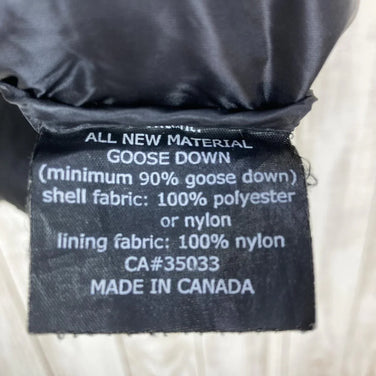 ALL NEW MATERIAL
GOOSE DOWN
(minimum 90% goose down)
shell fabric: 100% polyester
or nylon
lining fabric: 100% nylon
CA#35033
MADE IN CANADA